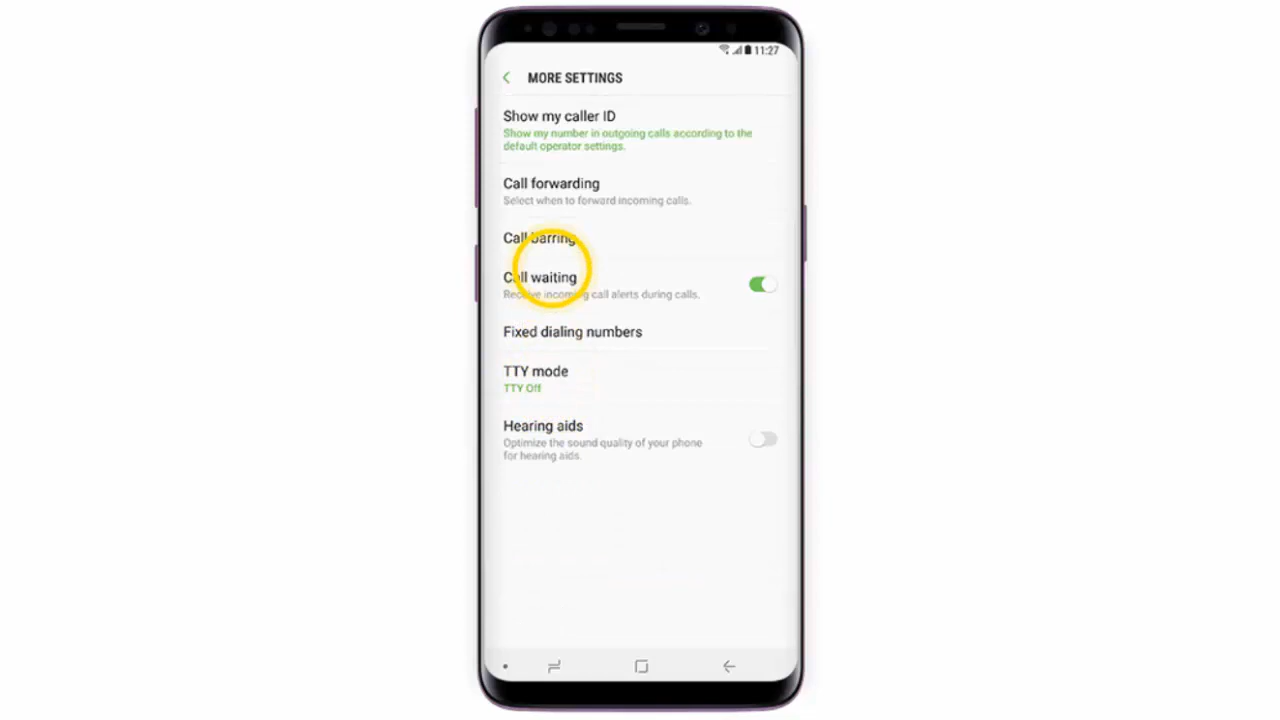 11:27
MORE SETTINGS
Show my caller ID
Show my number in outgoing calls according to the
default operator settings.
Call forwarding
Select when to forward incoming calls.
Call barring
Call waiting
Receive incoming call alerts during calls.
Fixed dialing numbers
TTY mode
TTY Off
Hearing aids
Optimize the sound quality of your phone
for hearing aids.